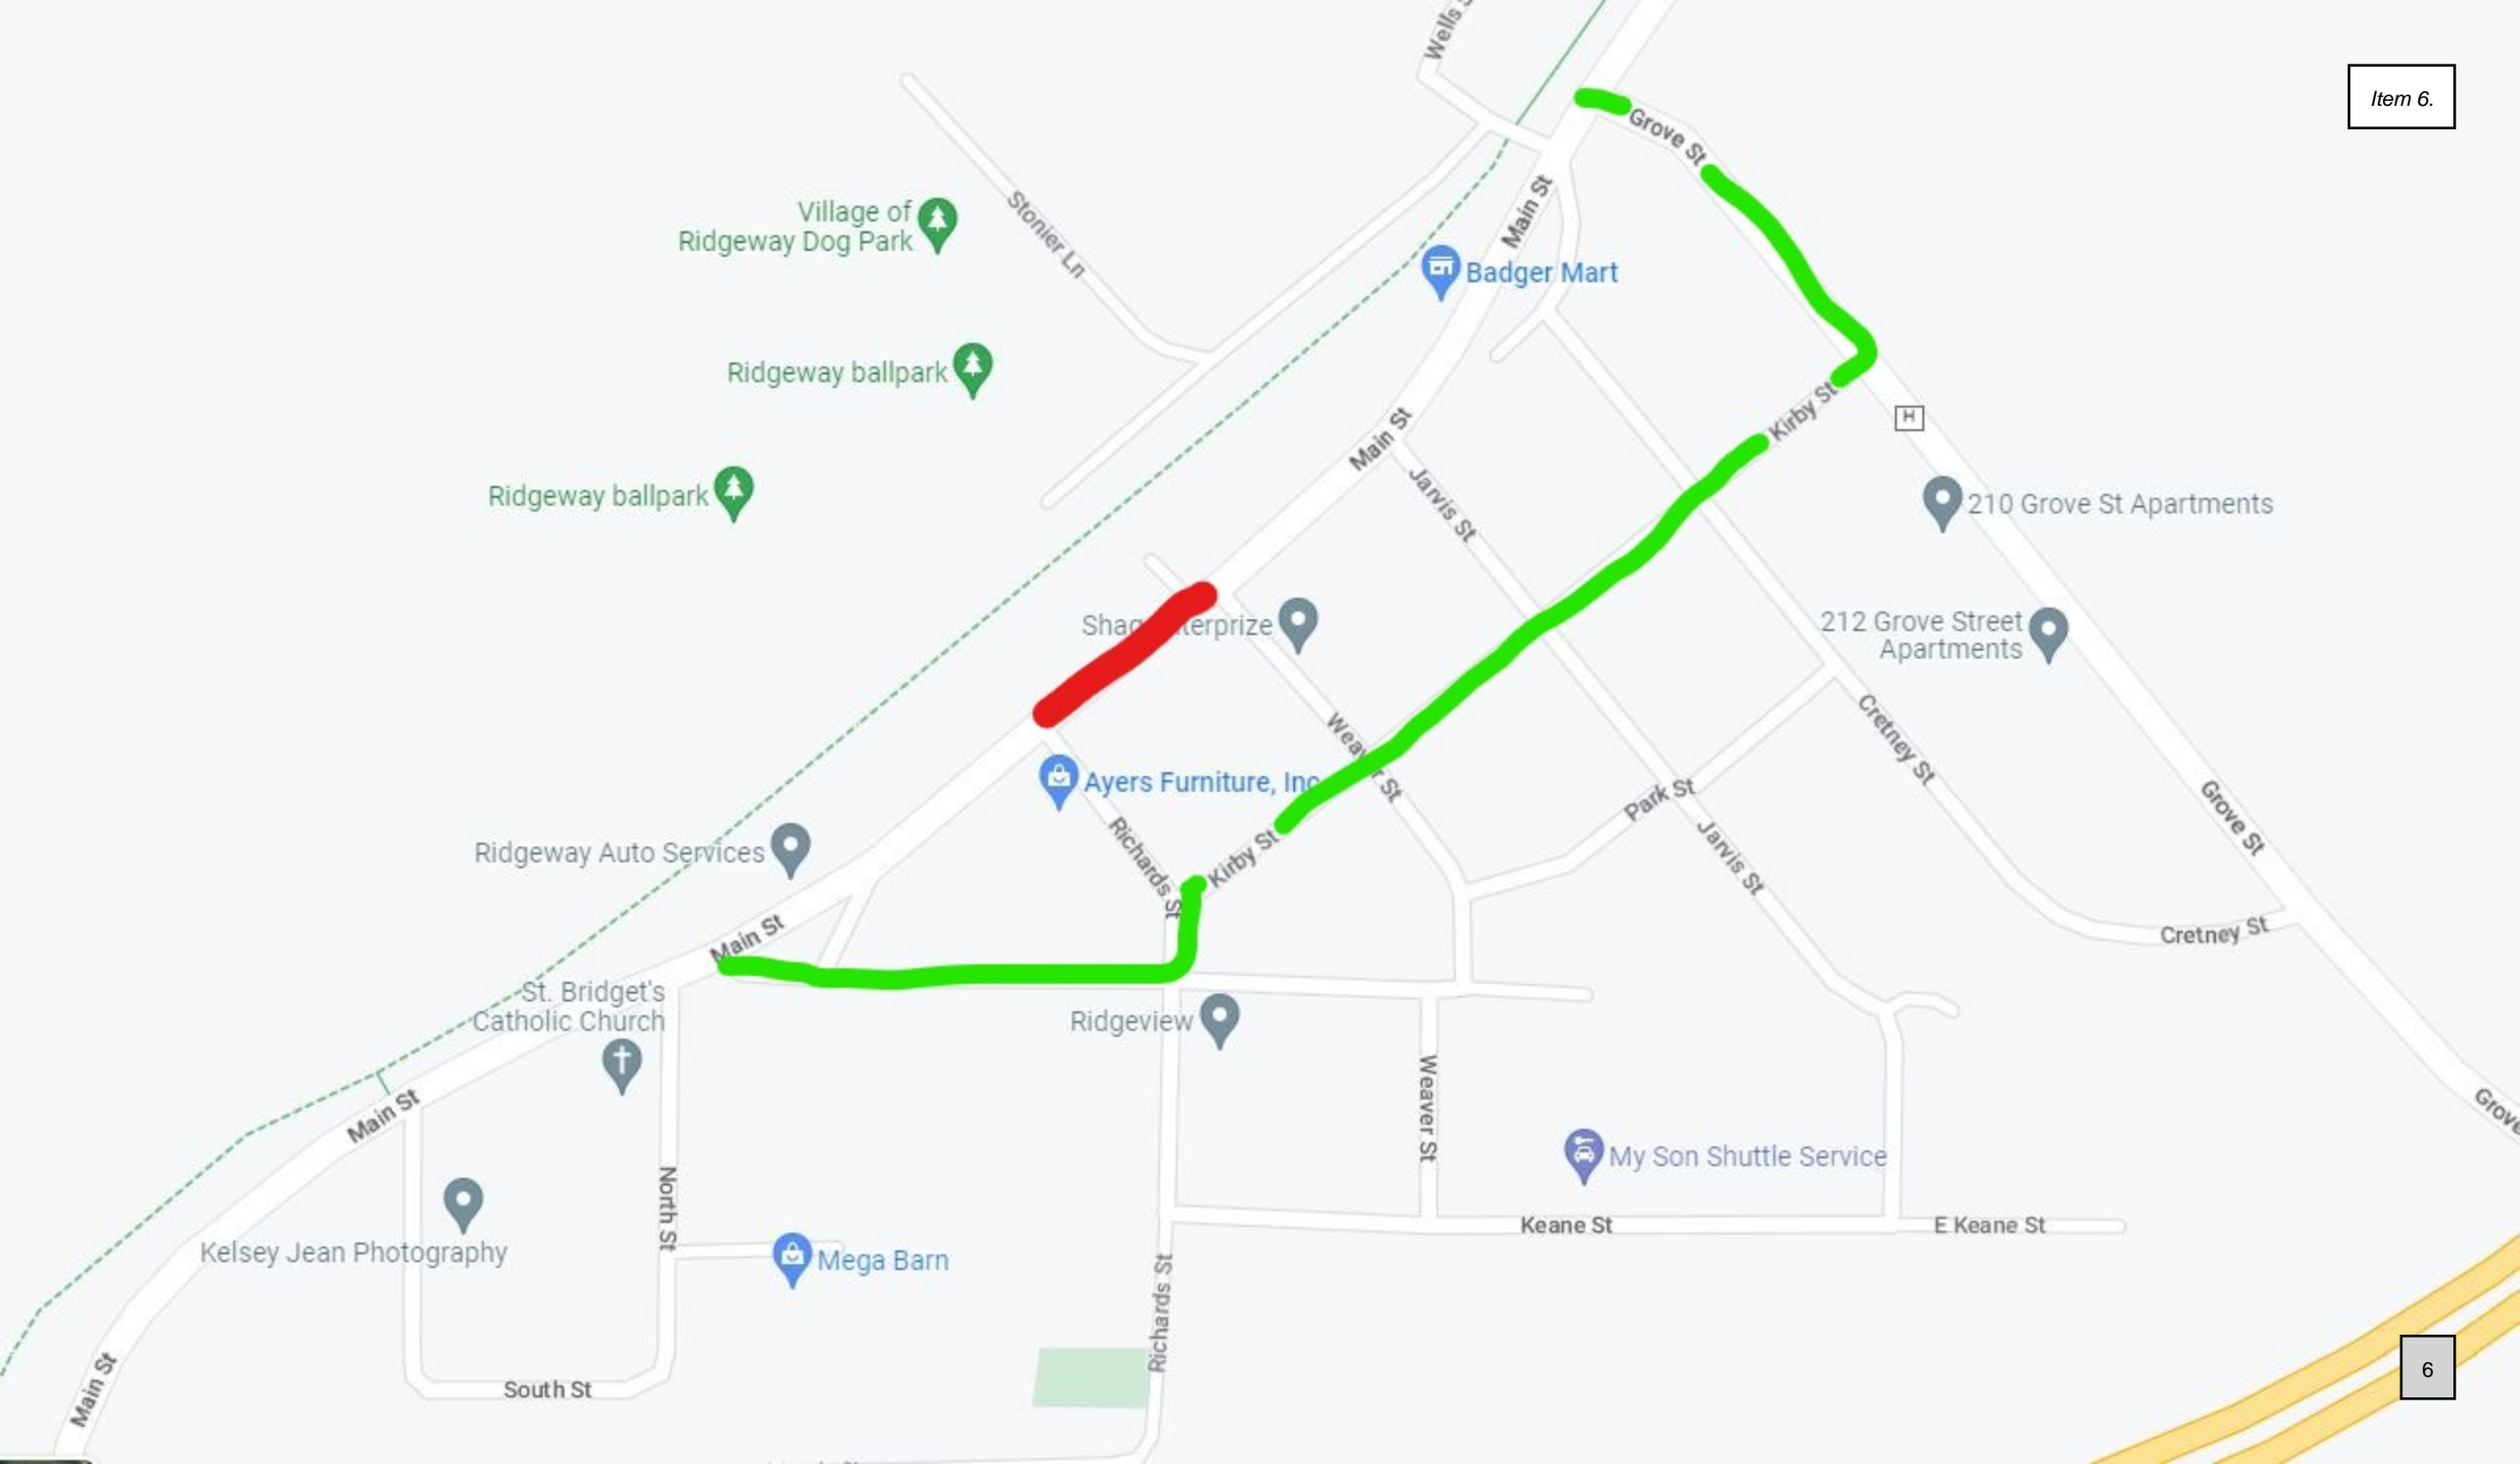 Wells
Item 6.
Grove St
Village of
Ridgeway Dog Park
Stonier Ln
Main St
Badger Mart
Ridgeway ballpark
Kirby St
H
Main St
Ridgeway ballpark
Jarvis St
210 Grove St Apartments
Shag
terprize
212 Grove Street
Apartments
Weaver St
Cretney St
Ayers Furniture, Inc
Park St
Grove St
Richards St
Kirby St
Ridgeway Auto Services
Jarvis St
Main St
Cretney St
St. Bridget's
Catholic Church
Ridgeview
Main St
Weaver St
Grove
My Son Shuttle Service
North St
Kelsey Jean Photography
Mega Barn
Keane St
E Keane St
Richards St
South St
Main St
6